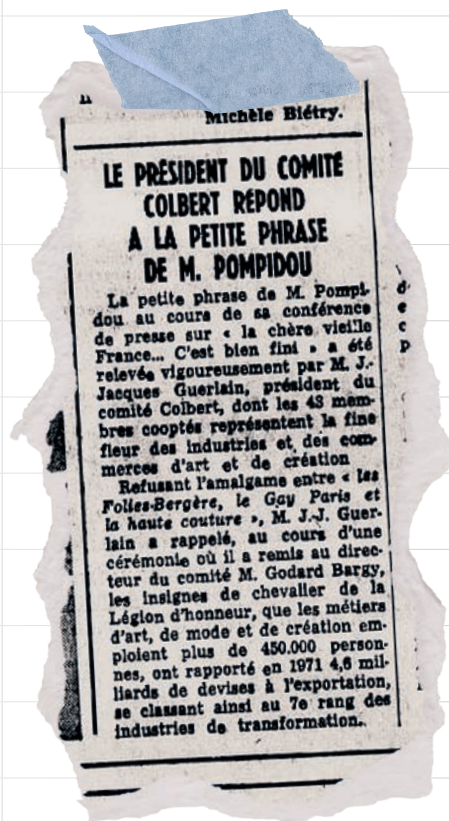 Michèle Biétry.
LE PRÉSIDENT DU COMITÉ
COLBERT RÉPOND
A LA PETITE PHRASE
DE M. POMPIDOU
La petite phrase de M. Pompi-
dou au cours de sa conférence
de presse sur « la chère vieille
France... C'est bien fini » a été
relevée vigoureusement par M. J.-
Jacques Guerlain, président du
comité Colbert, dont les 43 mem-
bres cooptés représentent la fine
fleur des industries et des com-
merces d'art et de création
Refusant l'amalgame entre « les
Folies-Bergère, le Gay Paris et
la haute couture », M. J.-J. Guer-
lain a rappelé, au cours d'une
cérémonie où il a remis au direc-
teur du comité M. Godard Bargy,
les insignes de chevalier de la
Légion d'honneur, que les métiers
d'art, de mode et de création em-
ploient plus de 450.000 person-
nes, ont rapporté en 1971 4,6 mil-
liards de devises à l'exportation,
se classant ainsi au 7e rang des
industries de transformation.